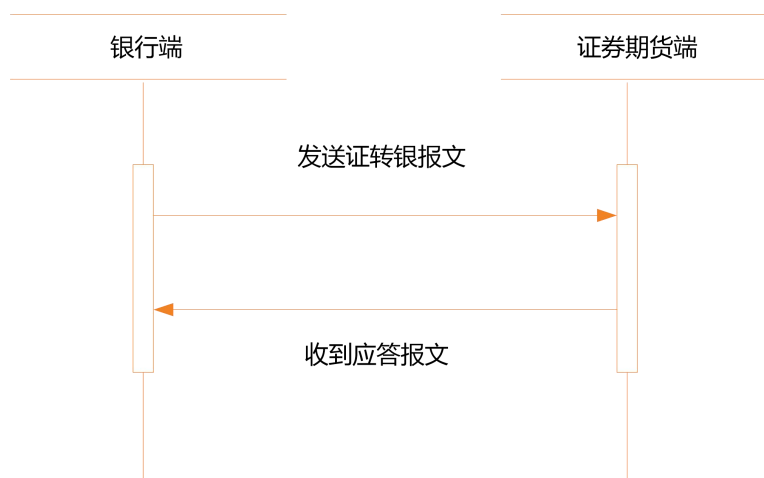 银行端
证券期货端
发送证转银报文
收到应答报文